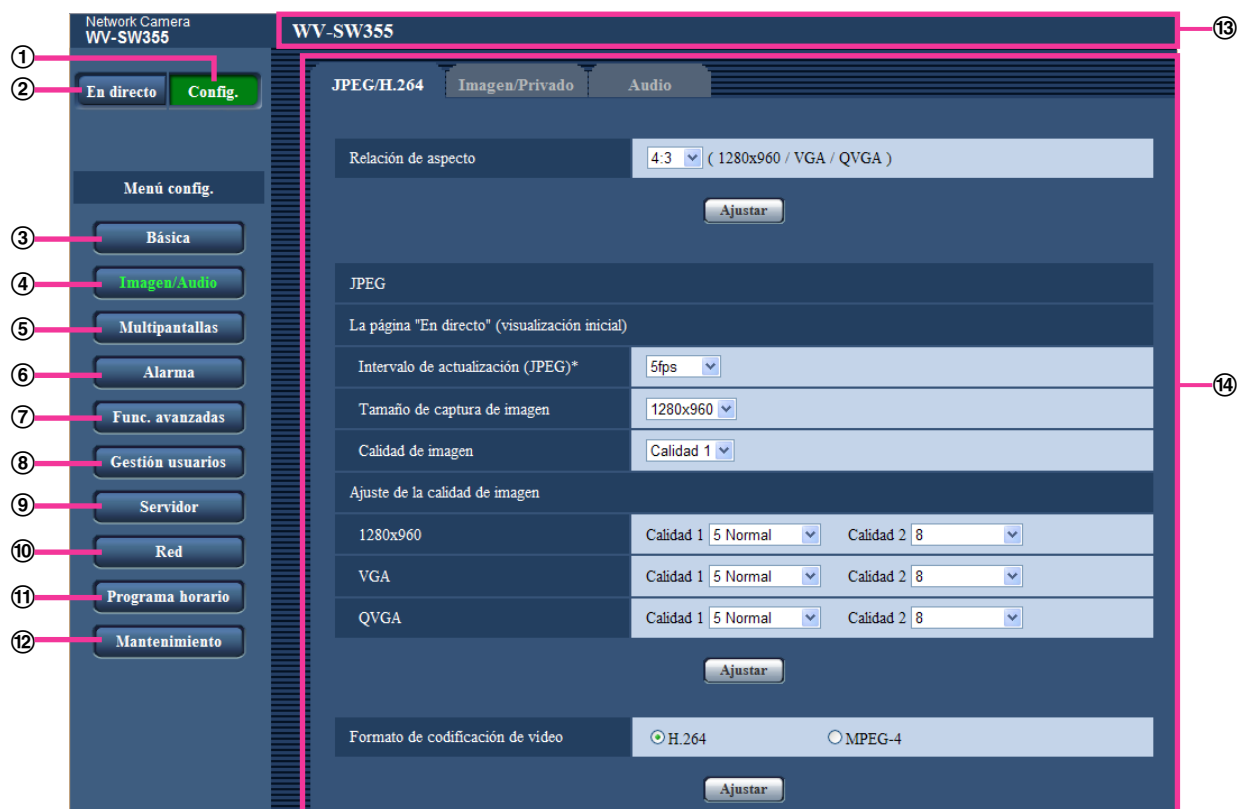 Network Camera
WV-SW355
WV-SW355
⑬
①
②
En directo Config.
JPEG/H.264 Imagen/Privado Audio
Relación de aspecto 4:3 ( 1280x960 / VGA / QVGA )
Ajustar
Menú config.
③ Básica
④ Imagen/Audio
⑤ Multipantallas
⑥ Alarma
⑦ Func. avanzadas
⑧ Gestión usuarios
⑨ Servidor
⑩ Red
⑪ Programa horario
⑫ Mantenimiento
JPEG
La página "En directo" (visualización inicial)
Intervalo de actualización (JPEG)* 5fps
⑭
Tamaño de captura de imagen 1280x960
Calidad de imagen Calidad 1
Ajuste de la calidad de imagen
1280x960 Calidad 1 5 Normal Calidad 2 8
VGA Calidad 1 5 Normal Calidad 2 8
QVGA Calidad 1 5 Normal Calidad 2 8
Ajustar
Formato de codificación de vídeo H.264 MPEG-4
Ajustar